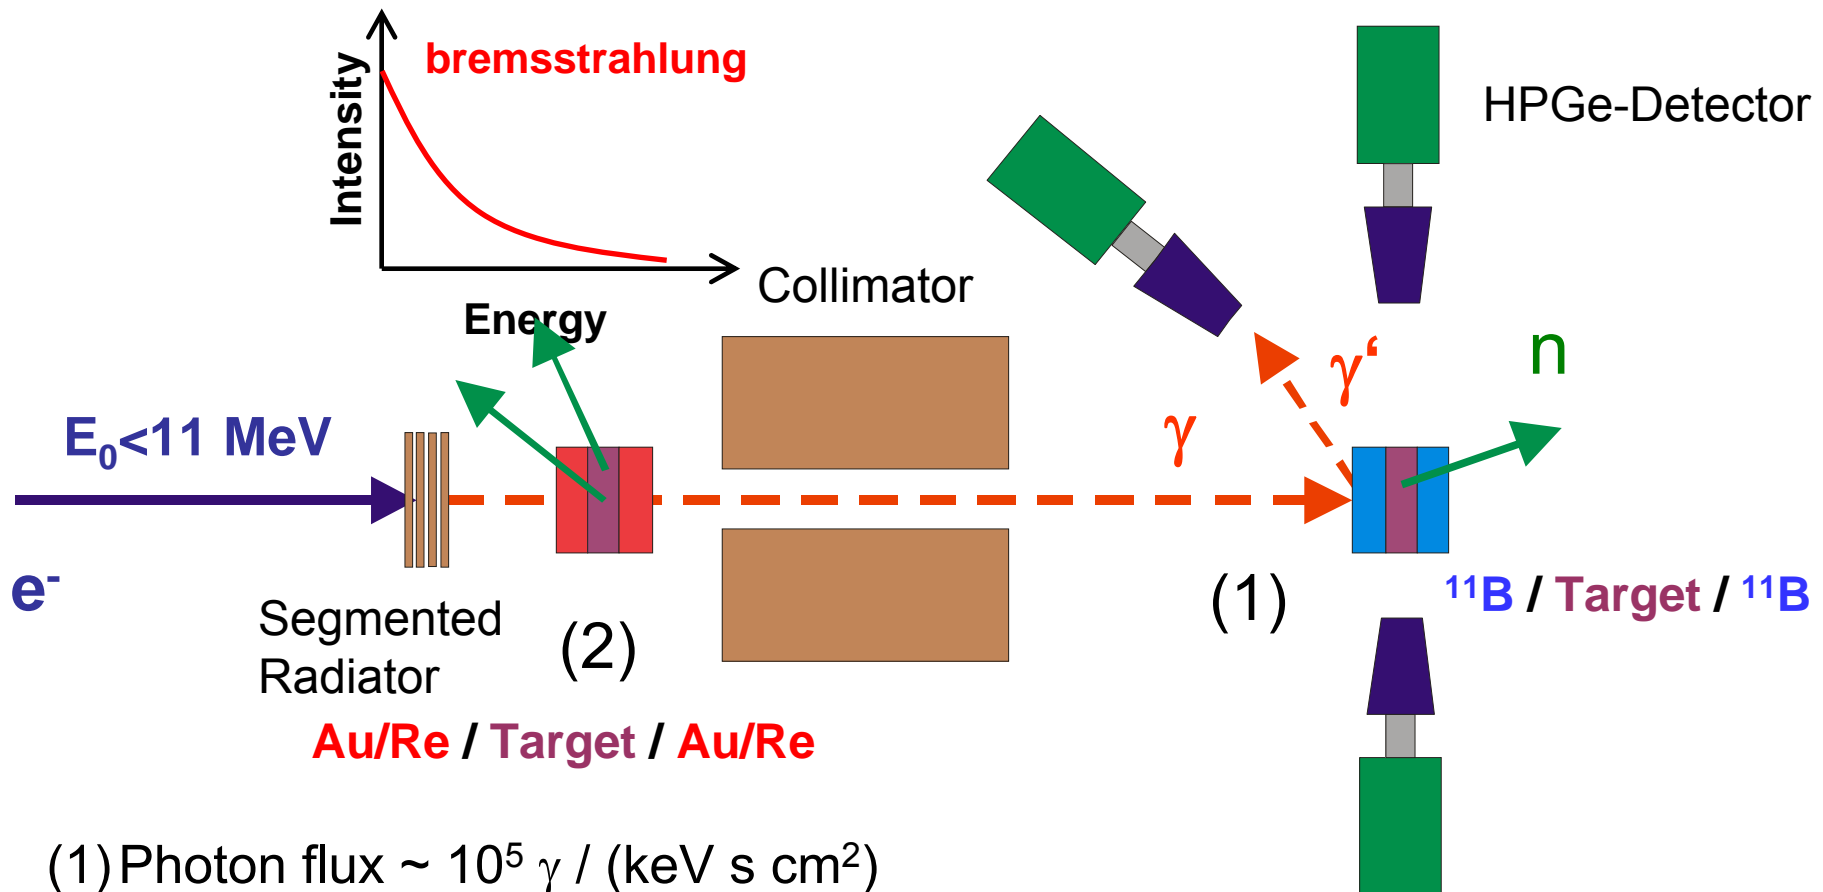 bremsstrahlung
Intensity
Energy
HPGe-Detector
Collimator
γ‘
n
γ
E₀<11 MeV
e⁻
Segmented
Radiator
(2)
(1)
¹¹B / Target / ¹¹B
Au/Re / Target / Au/Re
(1) Photon flux ~ 10⁵ γ / (keV s cm²)